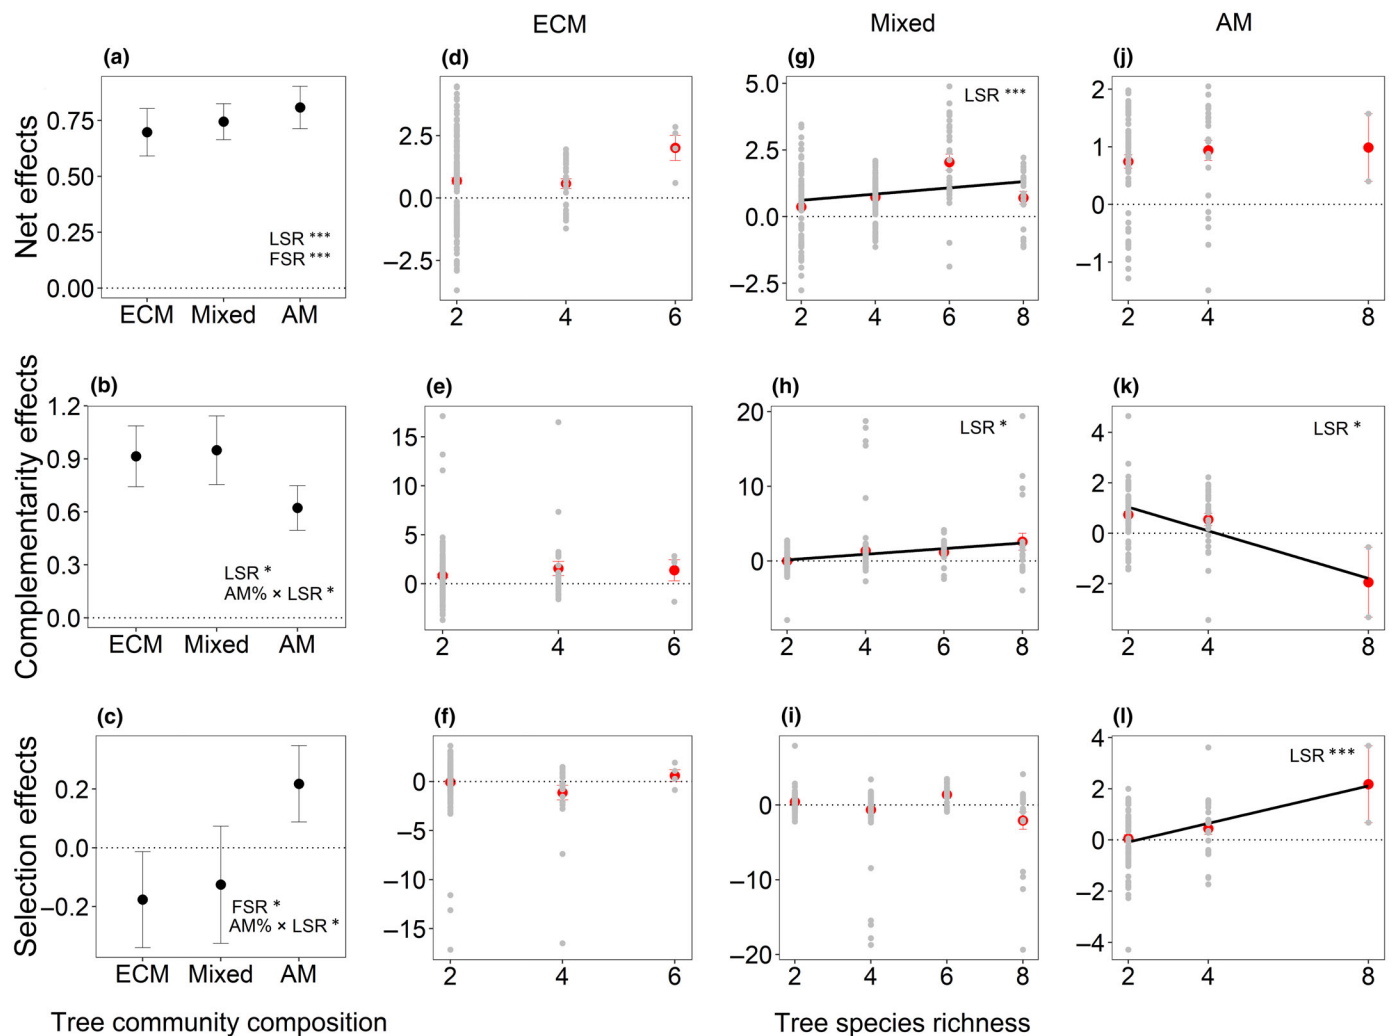 ECM Mixed AM
(a) (d) (g) (j)
Net effects
0.75
0.50
0.25
0.00
LSR ***
FSR ***
ECM Mixed AM
2.5
0.0
−2.5
2 4 6
5.0
2.5
0.0
−2.5
LSR ***
2 4 6 8
2
1
0
−1
2 4 8
(b) (e) (h) (k)
Complementarity effects
1.2
0.9
0.6
0.3
0.0
LSR *
AM% × LSR *
ECM Mixed AM
15
10
5
0
2 4 6
20
10
0
LSR *
2 4 6 8
4
2
0
−2
LSR *
2 4 8
(c) (f) (i) (l)
Selection effects
0.2
0.0
−0.2
FSR *
AM% × LSR *
ECM Mixed AM
0
−5
−10
−15
2 4 6
0
−10
−20
2 4 6 8
4
2
0
−2
−4
LSR ***
2 4 8
Tree community composition
Tree species richness